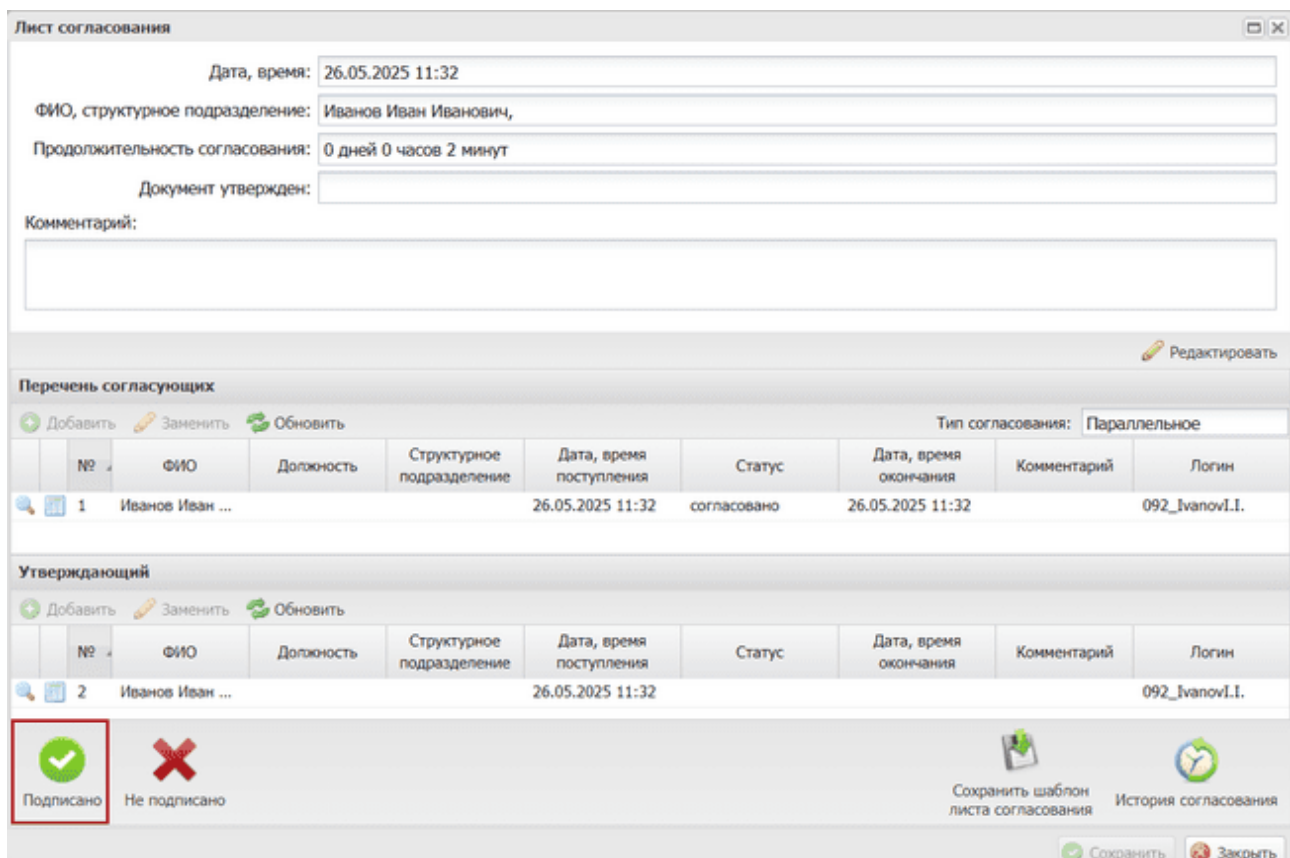 Лист согласования
Дата, время: 26.05.2025 11:32
ФИО, структурное подразделение: Иванов Иван Иванович,
Продолжительность согласования: 0 дней 0 часов 2 минут
Документ утвержден:
Комментарий:
Редактировать
Перечень согласующих
Добавить Заменить Обновить Тип согласования: Параллельное
№ ФИО Должность Структурное подразделение Дата, время поступления Статус Дата, время окончания Комментарий Логин
1 Иванов Иван ... 26.05.2025 11:32 согласовано 26.05.2025 11:32 092_IvanovI.I.
Утверждающий
Добавить Заменить Обновить
№ ФИО Должность Структурное подразделение Дата, время поступления Статус Дата, время окончания Комментарий Логин
2 Иванов Иван ... 26.05.2025 11:32 092_IvanovI.I.
Подписано Не подписано Сохранить шаблон листа согласования История согласования
Сохранить Закрыть